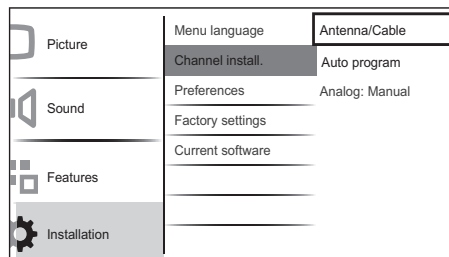 Picture
Sound
Features
Installation
Menu language
Channel install.
Preferences
Factory settings
Current software
Antenna/Cable
Auto program
Analog: Manual